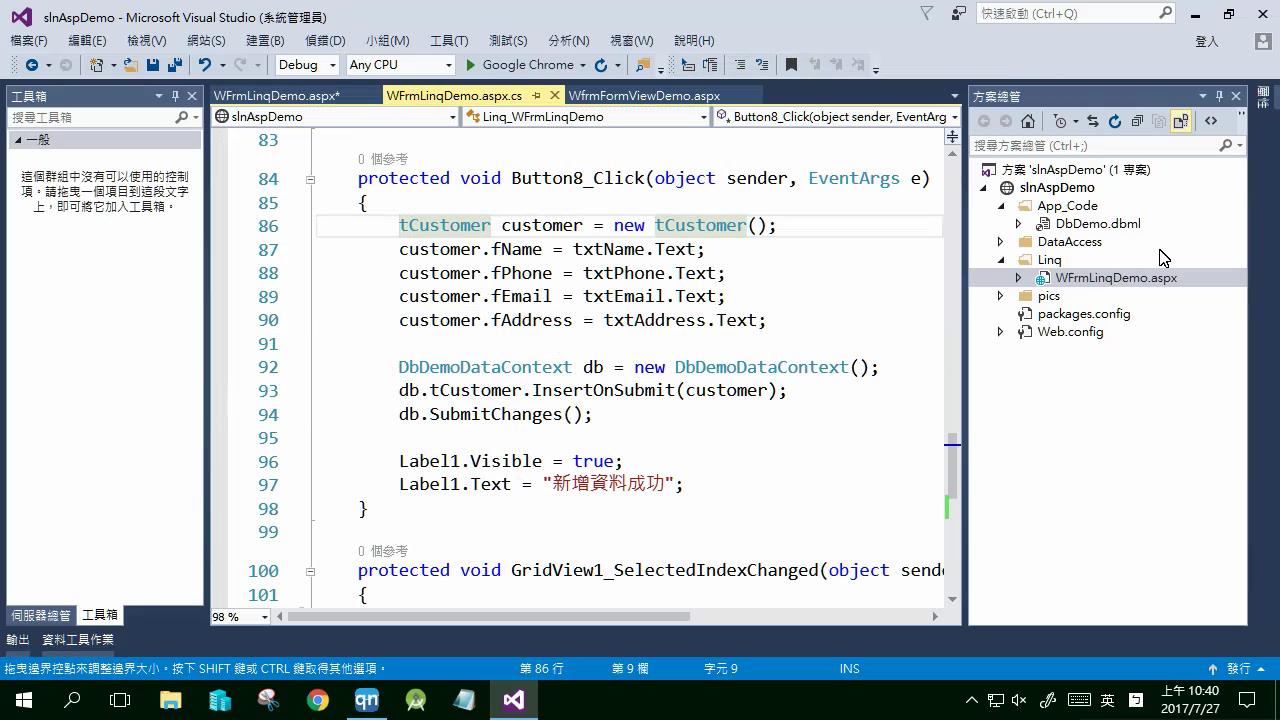 slnAspDemo - Microsoft Visual Studio (系統管理員)
快速啟動 (Ctrl+Q)
檔案(F) 編輯(E) 檢視(V) 網站(S) 建置(B) 偵錯(D) 小組(M) 工具(T) 測試(S) 分析(N) 視窗(W) 說明(H) 登入
Debug Any CPU Google Chrome
工具箱
搜尋工具箱
一般
這個群組中沒有可以使用的控制
項。請拖曳一個項目到這段文字
上，即可將它加入工具箱。
伺服器總管 工具箱
WFrmLinqDemo.aspx* WFrmLinqDemo.aspx.cs WfrmFormViewDemo.aspx
slnAspDemo Linq_WFrmLinqDemo Button8_Click(object sender, EventArg
83
0 個參考
84 protected void Button8_Click(object sender, EventArgs e)
85 {
86 tCustomer customer = new tCustomer();
87 customer.fName = txtName.Text;
88 customer.fPhone = txtPhone.Text;
89 customer.fEmail = txtEmail.Text;
90 customer.fAddress = txtAddress.Text;
91
92 DbDemoDataContext db = new DbDemoDataContext();
93 db.tCustomer.InsertOnSubmit(customer);
94 db.SubmitChanges();
95
96 Label1.Visible = true;
97 Label1.Text = "新增資料成功";
98 }
99
0 個參考
100 protected void GridView1_SelectedIndexChanged(object sende
101 {
98 %
方案總管
搜尋方案總管 (Ctrl+;)
方案 'slnAspDemo' (1 專案)
slnAspDemo
App_Code
DbDemo.dbml
DataAccess
Linq
WFrmLinqDemo.aspx
pics
packages.config
Web.config
輸出 資料工具作業
拖曳邊界控點來調整邊界大小。按下 SHIFT 鍵或 CTRL 鍵取得其他選項。 第 86 行 第 9 欄 字元 9 INS 發行
qn
英
上午 10:40
2017/7/27